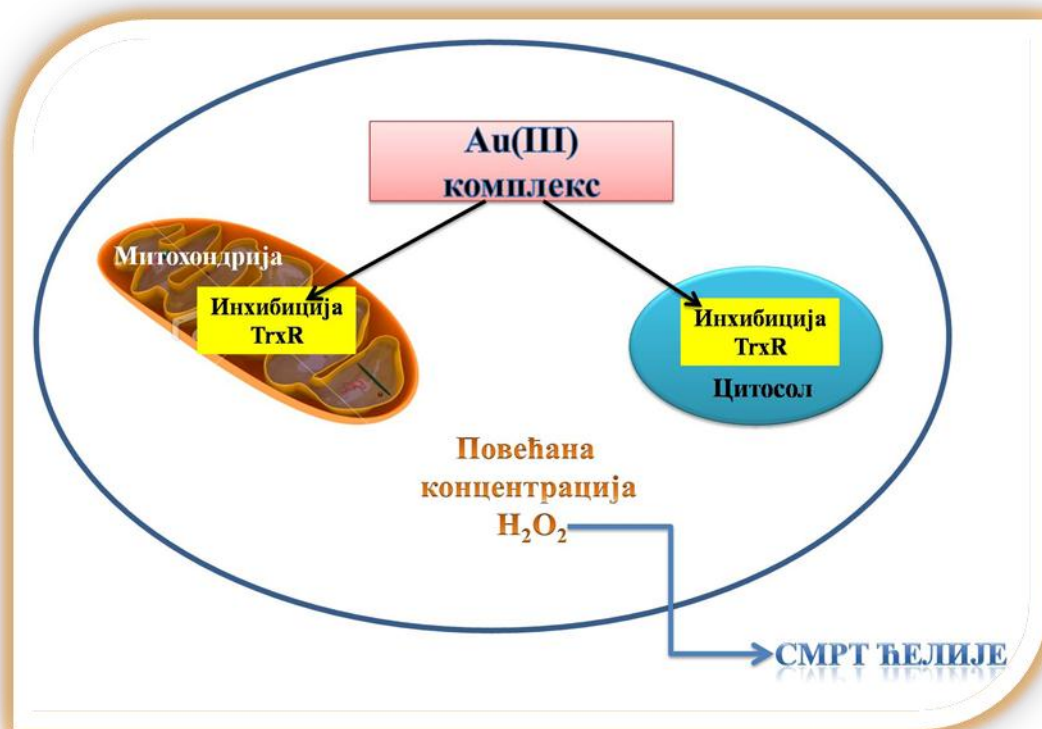 Au(III)
комплекс
Митохондрија
Инхибиција
TrxR
Инхибиција
TrxR
Цитосол
Повећана
концентрација
H₂O₂
СМРТ ЋЕЛИЈЕ